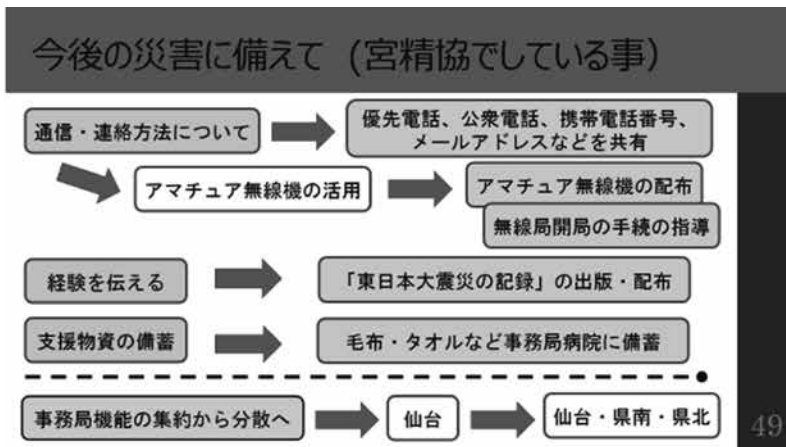 今後の災害に備えて (宮精協でしている事)
通信・連絡方法について
優先電話、公衆電話、携帯電話番号、
メールアドレスなどを共有
アマチュア無線機の活用
アマチュア無線機の配布
無線局開局の手続の指導
経験を伝える
「東日本大震災の記録」の出版・配布
支援物資の備蓄
毛布・タオルなど事務局病院に備蓄
事務局機能の集約から分散へ
仙台
仙台・県南・県北
49